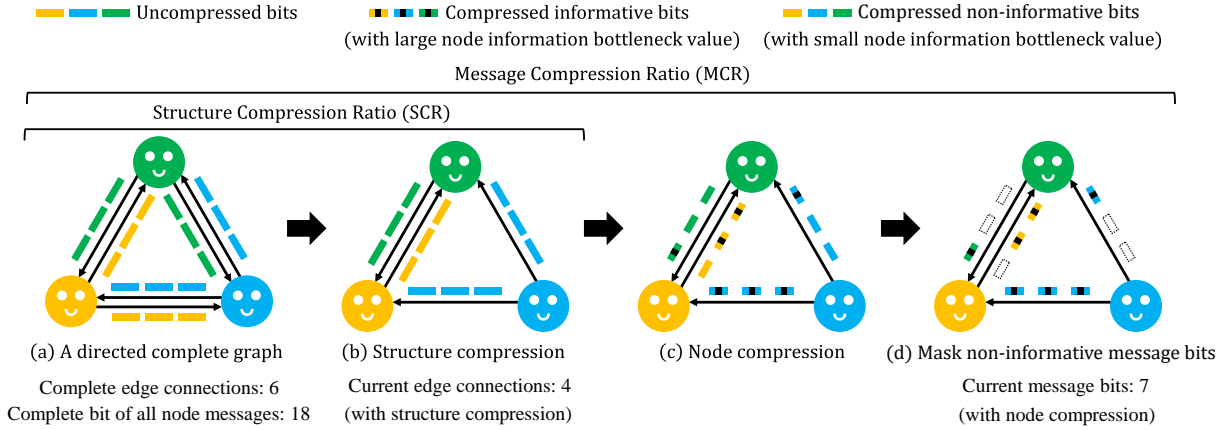 Uncompressed bits
Compressed informative bits
(with large node information bottleneck value)
Compressed non-informative bits
(with small node information bottleneck value)
Message Compression Ratio (MCR)
Structure Compression Ratio (SCR)
(a) A directed complete graph
Complete edge connections: 6
Complete bit of all node messages: 18
(b) Structure compression
Current edge connections: 4
(with structure compression)
(c) Node compression
(d) Mask non-informative message bits
Current message bits: 7
(with node compression)